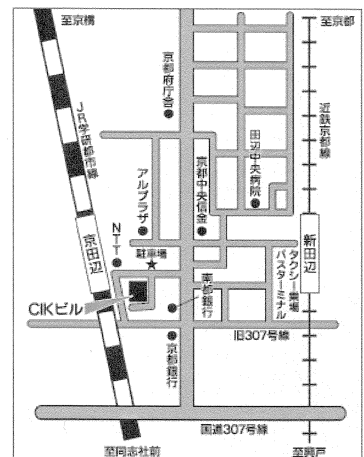 至京橋
至京都
JR学研都市線
京都府庁舎
近鉄京都線
田辺中央病院
アルプラザ
京都中央信金
NTT
京田辺
駐車場
新田辺
タクシー乗場
バスターミナル
CIKビル
南都銀行
京都銀行
旧307号線
国道307号線
至同志社前
至興戸